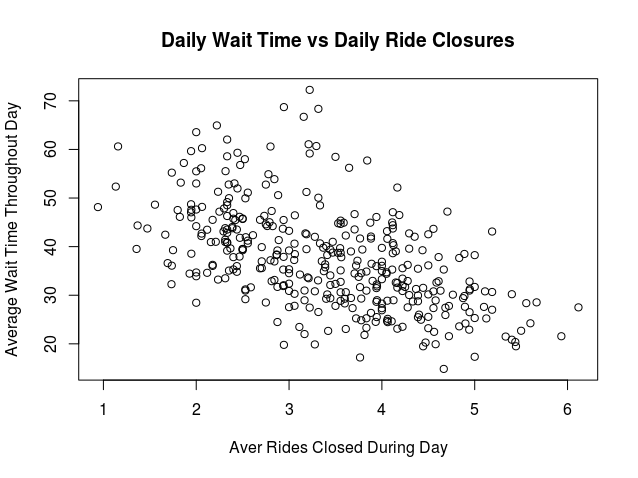 Daily Wait Time vs Daily Ride Closures
Average Wait Time Throughout Day
70
60
50
40
30
20
1 2 3 4 5 6
Aver Rides Closed During Day